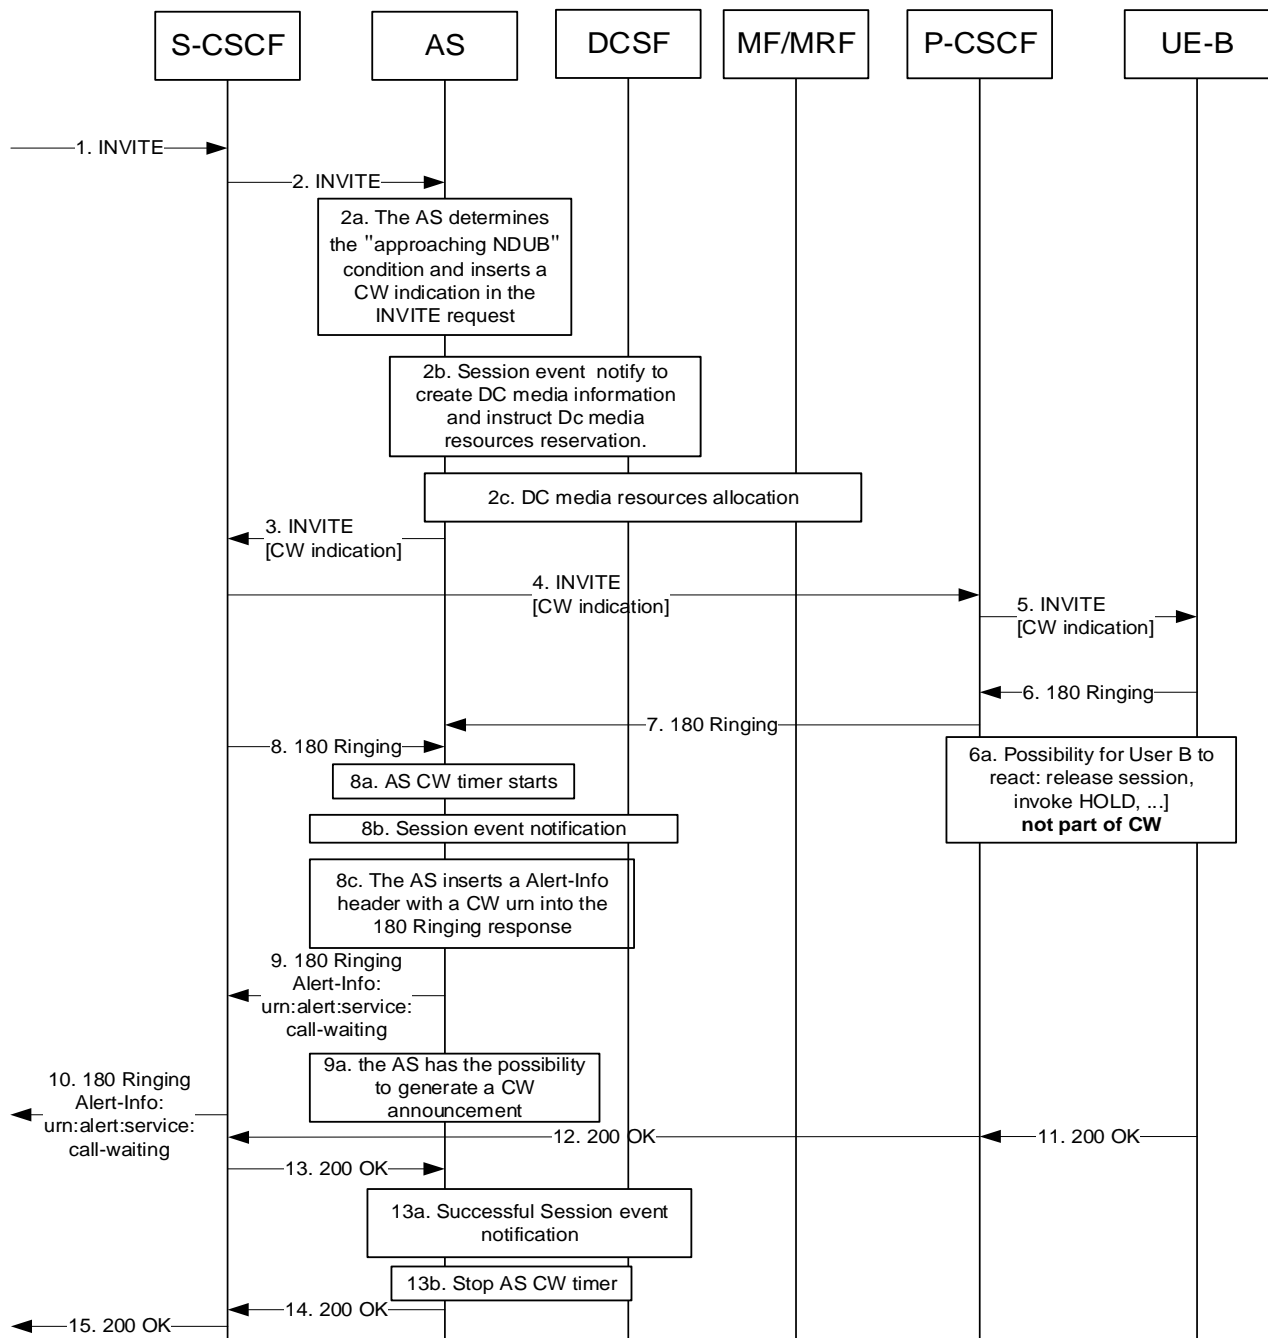 S-CSCF
AS
DCSF
MF/MRF
P-CSCF
UE-B
1. INVITE
2. INVITE
2a. The AS determines
the "approaching NDUB"
condition and inserts a
CW indication in the
INVITE request
2b. Session event notify to
create DC media information
and instruct Dc media
resources reservation.
2c. DC media resources allocation
3. INVITE
[CW indication]
4. INVITE
[CW indication]
5. INVITE
[CW indication]
6. 180 Ringing
7. 180 Ringing
8. 180 Ringing
6a. Possibility for User B to
react: release session,
invoke HOLD, ...]
not part of CW
8a. AS CW timer starts
8b. Session event notification
8c. The AS inserts a Alert-Info
header with a CW urn into the
180 Ringing response
9. 180 Ringing
Alert-Info:
urn:alert:service:
call-waiting
9a. the AS has the possibility
to generate a CW
announcement
10. 180 Ringing
Alert-Info:
urn:alert:service:
call-waiting
11. 200 OK
12. 200 OK
13. 200 OK
13a. Successful Session event
notification
13b. Stop AS CW timer
14. 200 OK
15. 200 OK